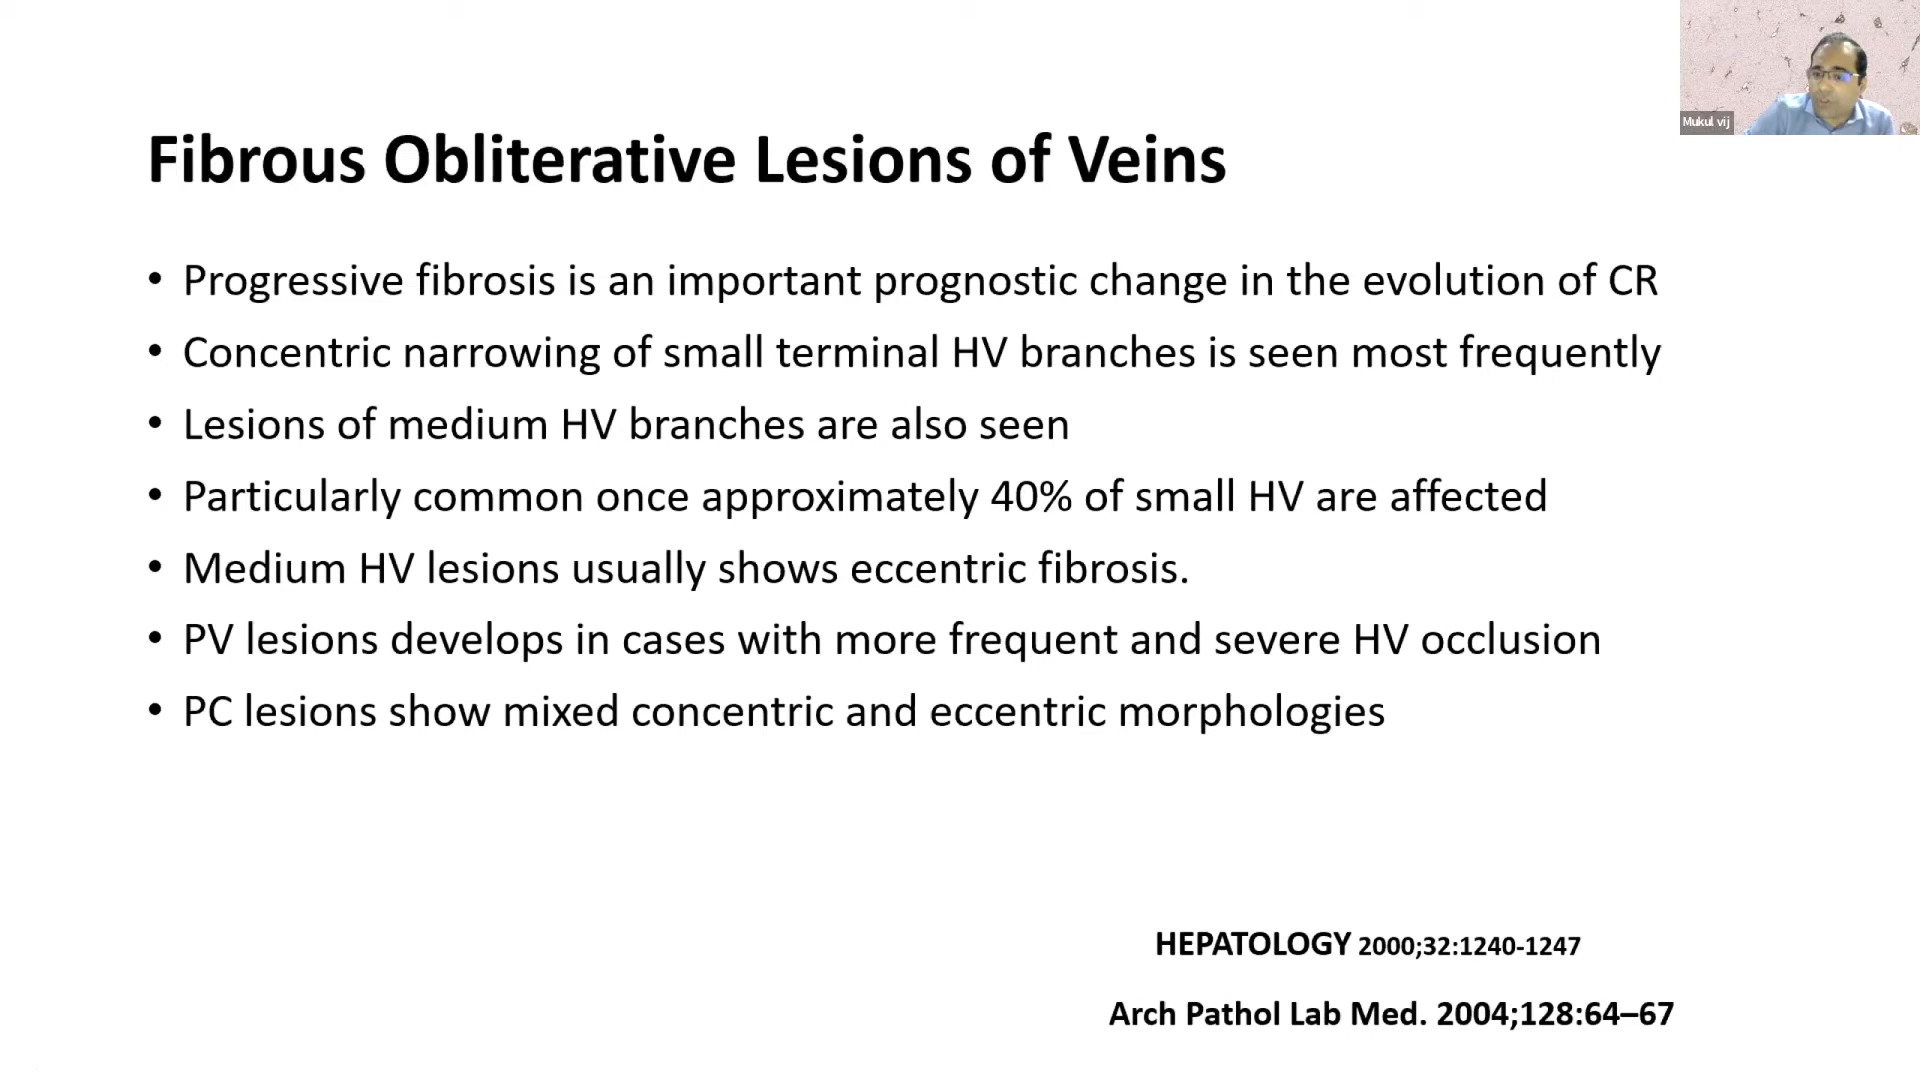 Mukul vij
Fibrous Obliterative Lesions of Veins
• Progressive fibrosis is an important prognostic change in the evolution of CR
• Concentric narrowing of small terminal HV branches is seen most frequently
• Lesions of medium HV branches are also seen
• Particularly common once approximately 40% of small HV are affected
• Medium HV lesions usually shows eccentric fibrosis.
• PV lesions develops in cases with more frequent and severe HV occlusion
• PC lesions show mixed concentric and eccentric morphologies
HEPATOLOGY 2000;32:1240-1247
Arch Pathol Lab Med. 2004;128:64–67